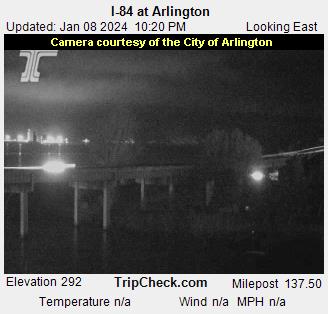 I-84 at Arlington
Updated: Jan 08 2024 10:20 PM Looking East
Camera courtesy of the City of Arlington
Elevation 292 TripCheck.com Milepost 137.50
Temperature n/a Wind n/a MPH n/a